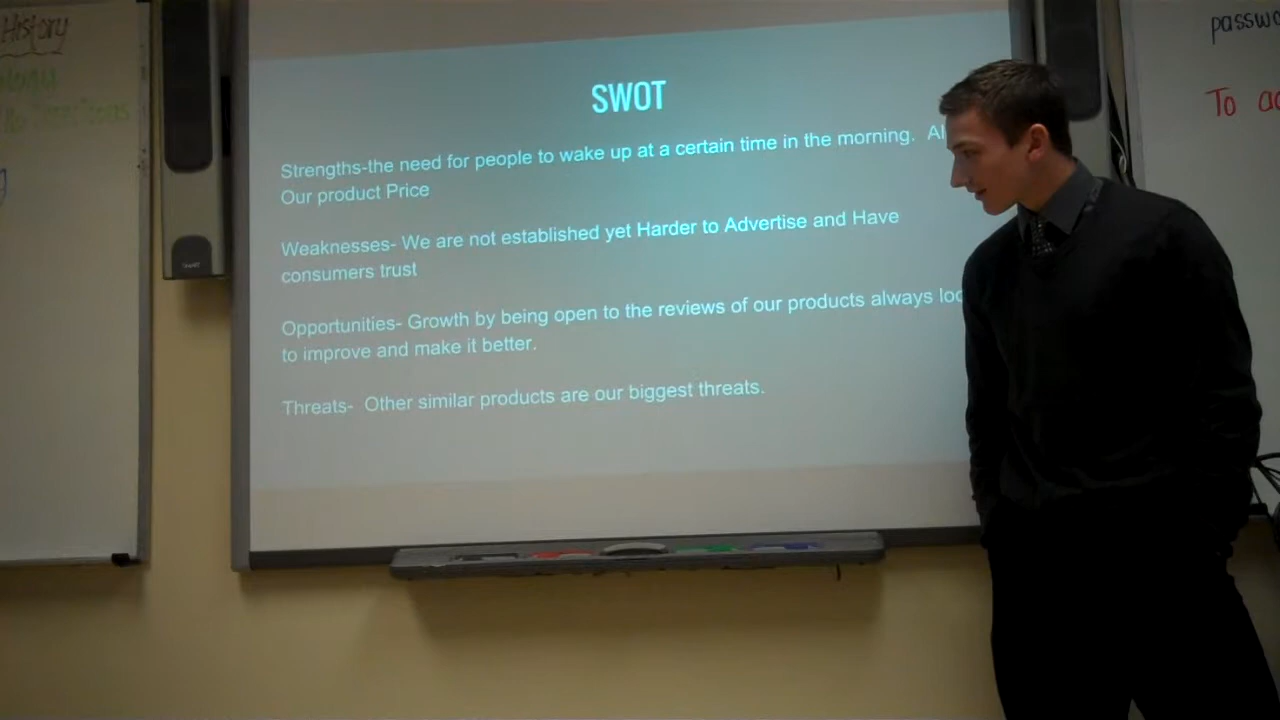 History
SWOT
Strengths-the need for people to wake up at a certain time in the morning.
Our product Price
Weaknesses- We are not established yet Harder to Advertise and Have
consumers trust
Opportunities- Growth by being open to the reviews of our products always
to improve and make it better.
Threats-  Other similar products are our biggest threats.
To